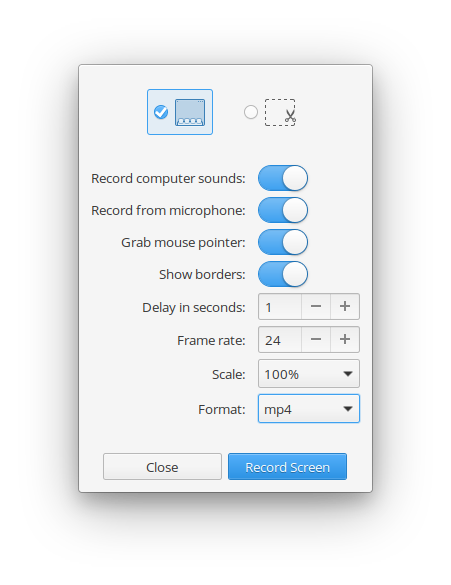 Record computer sounds:
Record from microphone:
Grab mouse pointer:
Show borders:
Delay in seconds: 1 − +
Frame rate: 24 − +
Scale: 100%
Format: mp4
Close Record Screen